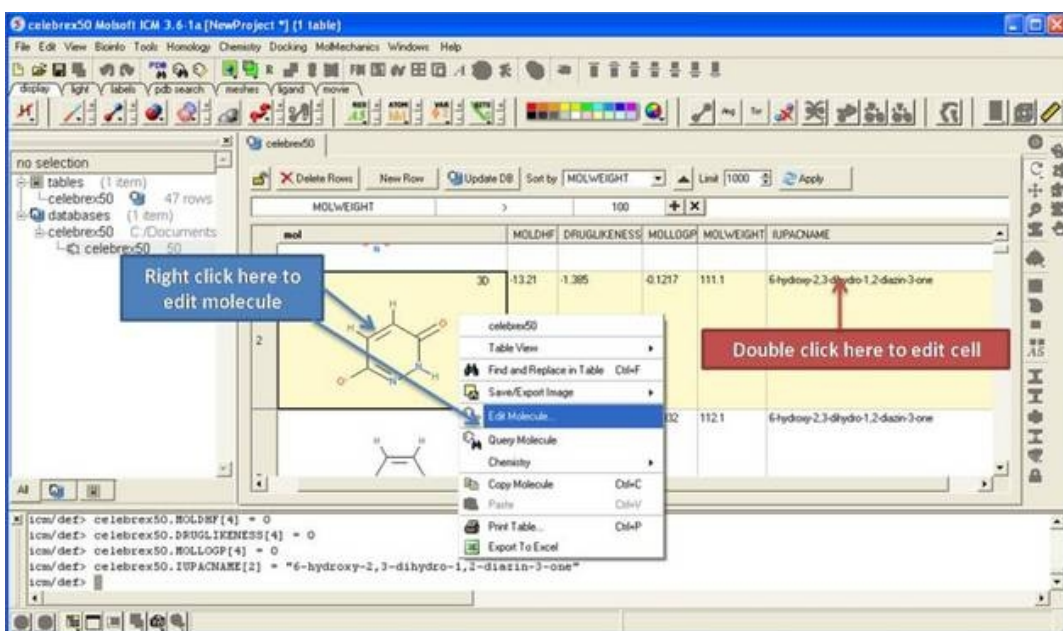 celebrex50 Molsoft ICM 3.6-1a [NewProject *] (1 table)
File Edit View Bioinfo Tools Homology Chemistry Docking MolMechanics Windows Help
display light labels pdb search meshes ligand movie
no selection
celebrex50
tables (1 item)
celebrex50 47 rows
databases (1 item)
celebrex50 C:/Documents
celebrex50 50
Delete Rows New Row Update DB Sort by MOLWEIGHT Limit 1000 Apply
MOLWEIGHT > 100
mol MOLDHF DRUGLIKENESS MOLLOGP MOLWEIGHT IUPACNAME
Right click here to
edit molecule
3D -13.21 -1.385 -0.1217 111.1 6-hydroxy-2,3-dihydro-1,2-diazin-3-one
2
Double click here to edit cell
celebrex50
Table View
Find and Replace in Table Ctrl+F
Save/Export Image
Edit Molecule...
Query Molecule
Chemistry
Copy Molecule Ctrl+C
Paste Ctrl+V
Print Table... Ctrl+P
Export To Excel
112.1 6-hydroxy-2,3-dihydro-1,2-diazin-3-one
All
icm/def> celebrex50.MOLDHF[4] = 0
icm/def> celebrex50.DRUGLIKENESS[4] = 0
icm/def> celebrex50.MOLLOGP[4] = 0
icm/def> celebrex50.IUPACNAME[2] = "6-hydroxy-2,3-dihydro-1,2-diazin-3-one"
icm/def>